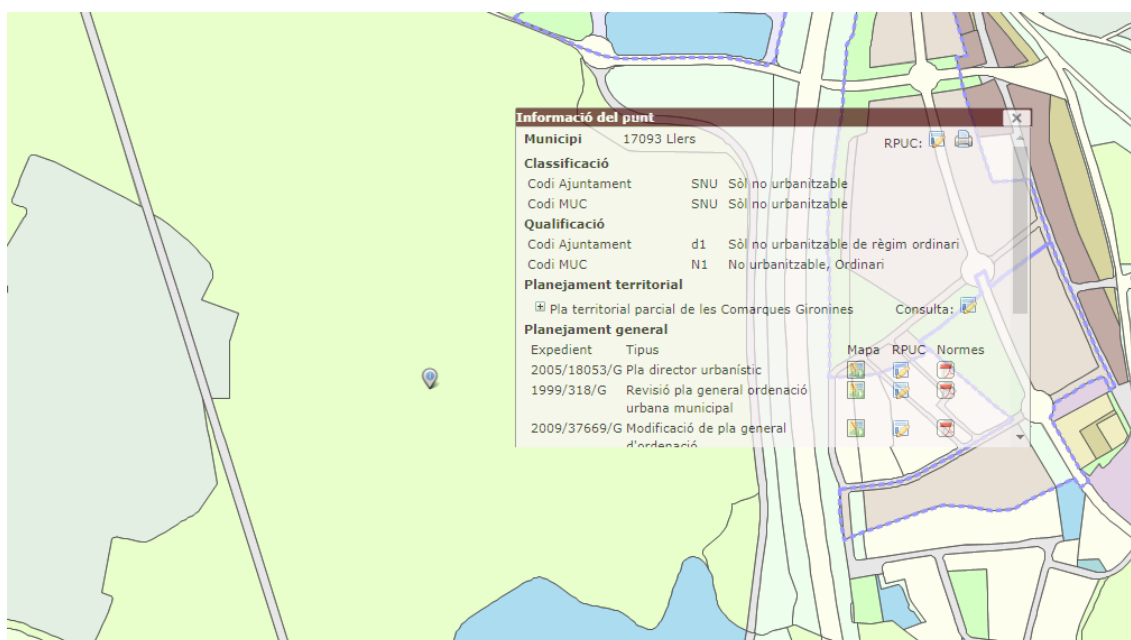 Informació del punt
Municipi 17093 Llers RPUC:
Classificació
Codi Ajuntament SNU Sòl no urbanitzable
Codi MUC SNU Sòl no urbanitzable
Qualificació
Codi Ajuntament d1 Sòl no urbanitzable de règim ordinari
Codi MUC N1 No urbanitzable, Ordinari
Planejament territorial
Pla territorial parcial de les Comarques Gironines Consulta:
Planejament general
Expedient Tipus Mapa RPUC Normes
2005/18053/G Pla director urbanístic
1999/318/G Revisió pla general ordenació
urbana municipal
2009/37669/G Modificació de pla general
d'ordenació